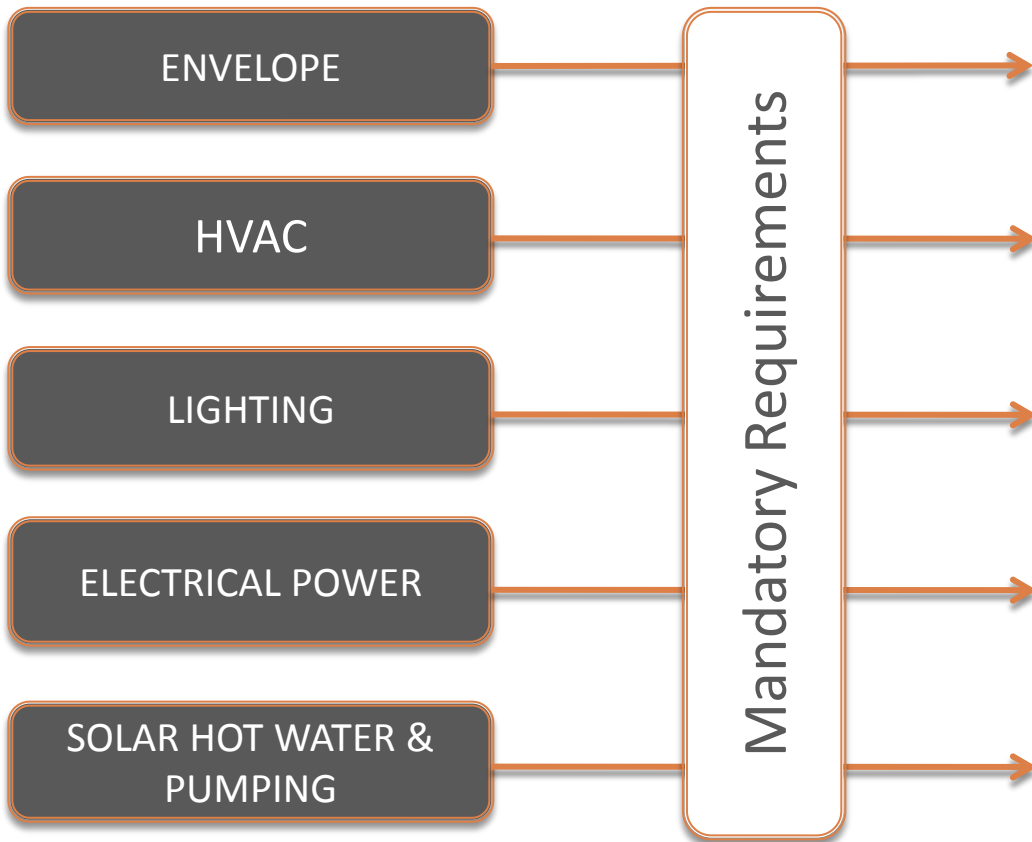 ENVELOPE
HVAC
LIGHTING
ELECTRICAL POWER
SOLAR HOT WATER &
PUMPING
Mandatory Requirements